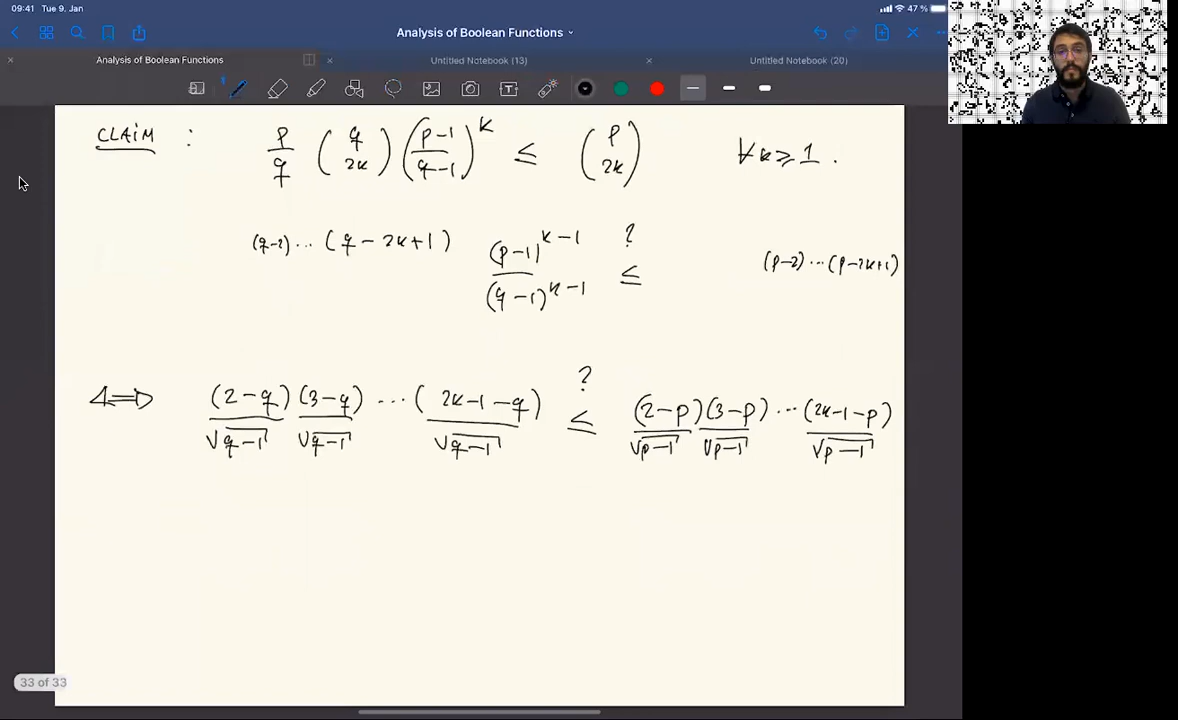 09:41 Tue 9. Jan 47 %
Analysis of Boolean Functions
Analysis of Boolean Functions Untitled Notebook (13) Untitled Notebook (20)
CLAIM : p/q (q 2k) ((p-1)/(q-1))^k ≤ (p 2k) ∀k≥1.
(q-2)...(q-2k+1) (p-1)^k-1/(q-1)^k-1 ≤? (p-2)...(p-2k+1)
⟺ (2-q)/√q-1 (3-q)/√q-1 ... (2k-1-q)/√q-1 ≤? (2-p)/√p-1 (3-p)/√p-1 ... (2k-1-p)/√p-1
33 of 33